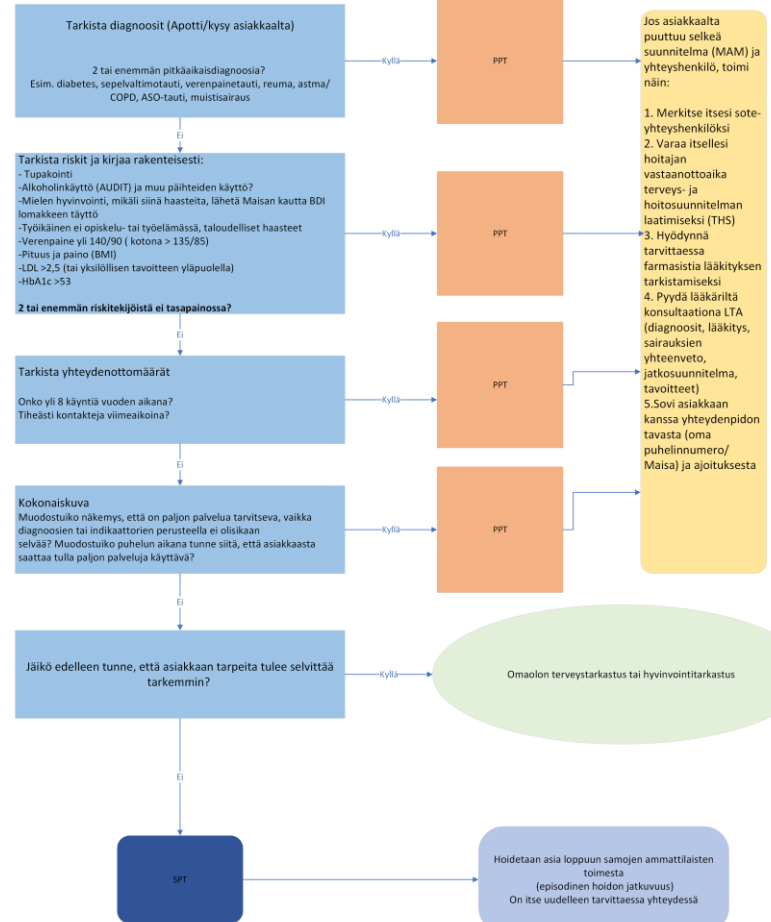 Tarkista diagnoosit (Apotti/kysy asiakkaalta)
2 tai enemmän pitkäaikaisdiagnoosia?
Esim. diabetes, sepelvaltimotauti, verenpainetauti, reuma, astma/
COPD, ASO-tauti, muistisairaus
Kyllä
PPT
Ei
Tarkista riskit ja kirjaa rakenteisesti:
- Tupakointi
-Alkoholinkäyttö (AUDIT) ja muu päihteiden käyttö?
-Mielen hyvinvointi, mikäli siinä haasteita, lähetä Maisan kautta BDI
lomakkeen täyttö
-Työikäinen ei opiskelu- tai työelämässä, taloudelliset haasteet
-Verenpaine yli 140/90 ( kotona > 135/85)
-Pituus ja paino (BMI)
-LDL >2,5 (tai yksilöllisen tavoitteen yläpuolella)
-HbA1c >53
2 tai enemmän riskitekijöistä ei tasapainossa?
Kyllä
PPT
Ei
Tarkista yhteydenottomäärät
Onko yli 8 käyntiä vuoden aikana?
Tiheästi kontakteja viimeaikoina?
Kyllä
PPT
Ei
Kokonaiskuva
Muodostuiko näkemys, että on paljon palvelua tarvitseva, vaikka
diagnoosien tai indikaattorien perusteella ei olisikaan
selvää? Muodostuiko puhelun aikana tunne siitä, että asiakkaasta
saattaa tulla paljon palveluja käyttävä?
Kyllä
PPT
Ei
Jos asiakkaalta
puuttuu selkeä
suunnitelma (MAM) ja
yhteyshenkilö, toimi
näin:
1. Merkitse itsesi sote-
yhteyshenkilöksi
2. Varaa itsellesi
hoitajan
vastaanottoaika
terveys- ja
hoitosuunnitelman
laatimiseksi (THS)
3. Hyödynnä
tarvittaessa
farmasistia lääkityksen
tarkistamiseksi
4. Pyydä lääkäriltä
konsultaationa LTA
(diagnoosit, lääkitys,
sairauksien
yhteenveto,
jatkosuunnitelma,
tavoitteet)
5.Sovi asiakkaan
kanssa yhteydenpidon
tavasta (oma
puhelinnumero/
Maisa) ja ajoituksesta
Jäikö edelleen tunne, että asiakkaan tarpeita tulee selvittää
tarkemmin?
Kyllä
Omaolon terveystarkastus tai hyvinvointitarkastus
Ei
SPT
Hoidetaan asia loppuun samojen ammattilaisten
toimesta
(episodinen hoidon jatkuvuus)
On itse uudelleen tarvittaessa yhteydessä